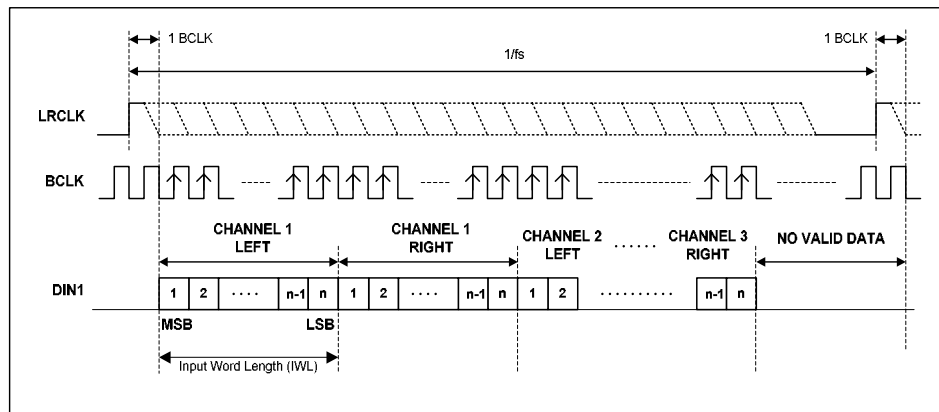 1 BCLK 1 BCLK
1/fs
LRCLK
BCLK
CHANNEL 1 LEFT
CHANNEL 1 RIGHT
CHANNEL 2 LEFT
......
CHANNEL 3 RIGHT
NO VALID DATA
DIN1
1 2 .... n-1 n 1 2 .... n-1 n 1 2 .......... n-1 n
MSB LSB
Input Word Length (IWL)